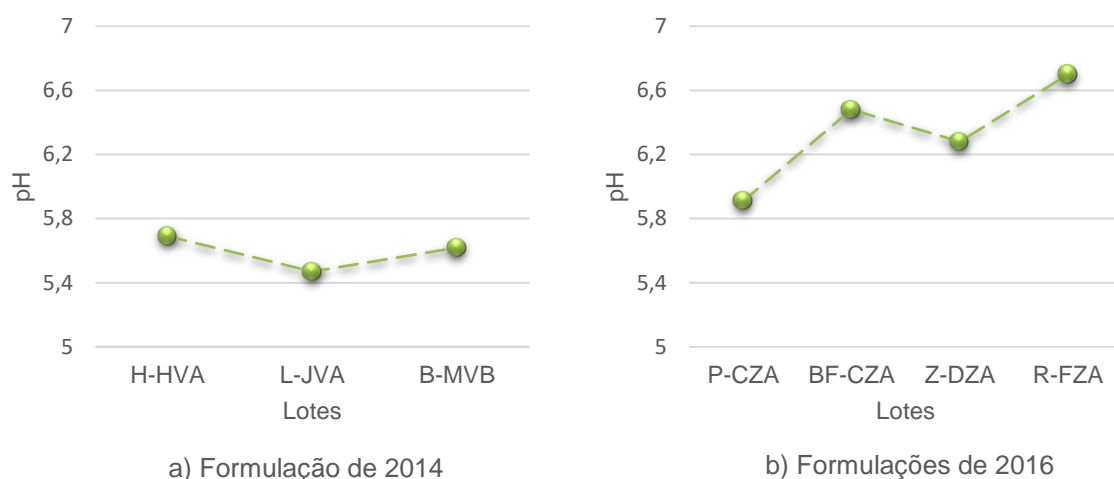 7
6,6
6,2
5,8
5,4
5
pH
H-HVA L-JVA B-MVB
Lotes
a) Formulação de 2014
7
6,6
6,2
5,8
5,4
5
pH
P-CZA BF-CZA Z-DZA R-FZA
Lotes
b) Formulações de 2016